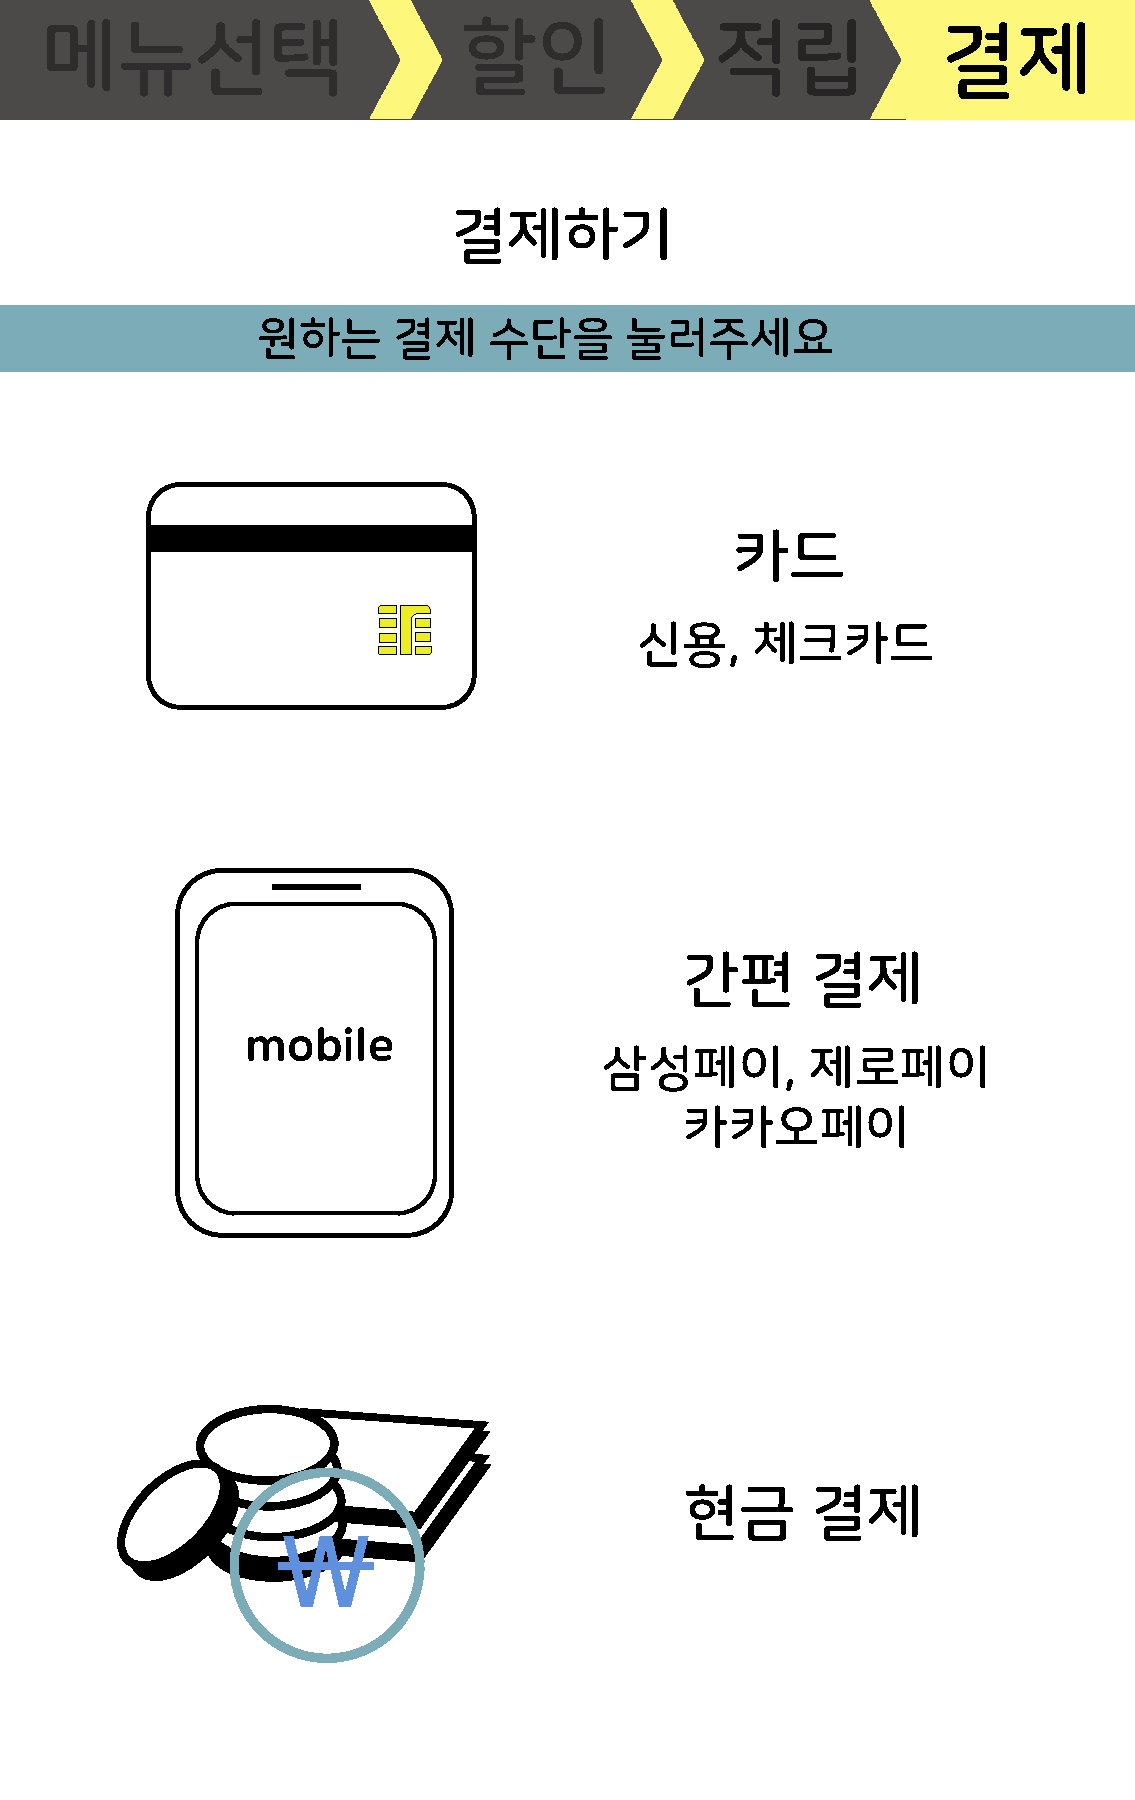 메뉴선택 할인 적립 결제
결제하기
원하는 결제 수단을 눌러주세요
카드
신용, 체크카드
mobile
간편 결제
삼성페이, 제로페이
카카오페이
현금 결제
₩